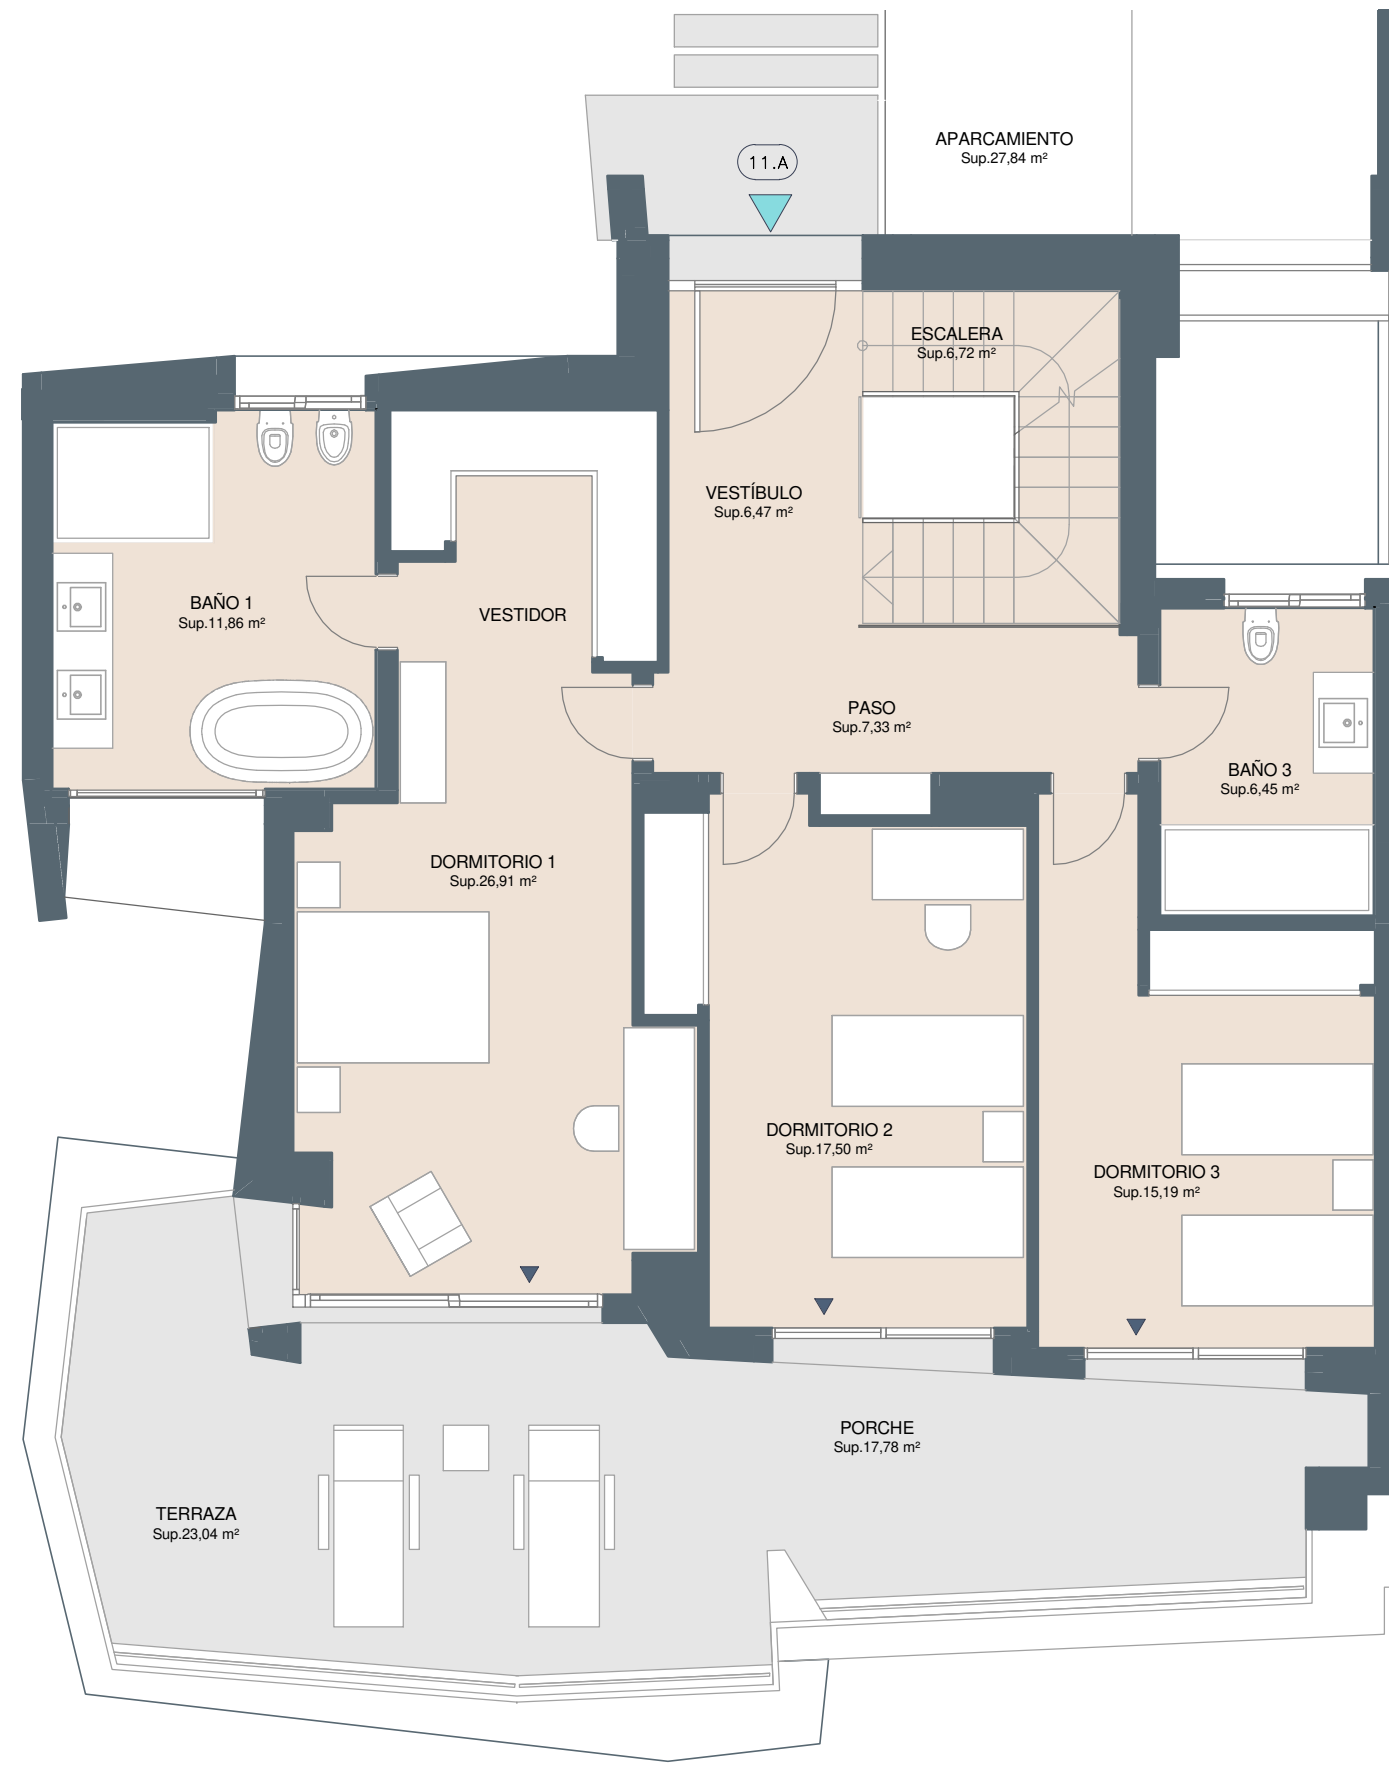 APARCAMIENTO
Sup.27,84 m²
11.A
ESCALERA
Sup.6,72 m²
VESTÍBULO
Sup.6,47 m²
BAÑO 1
Sup.11,86 m²
VESTIDOR
PASO
Sup.7,33 m²
BAÑO 3
Sup.6,45 m²
DORMITORIO 1
Sup.26,91 m²
DORMITORIO 2
Sup.17,50 m²
DORMITORIO 3
Sup.15,19 m²
PORCHE
Sup.17,78 m²
TERRAZA
Sup.23,04 m²